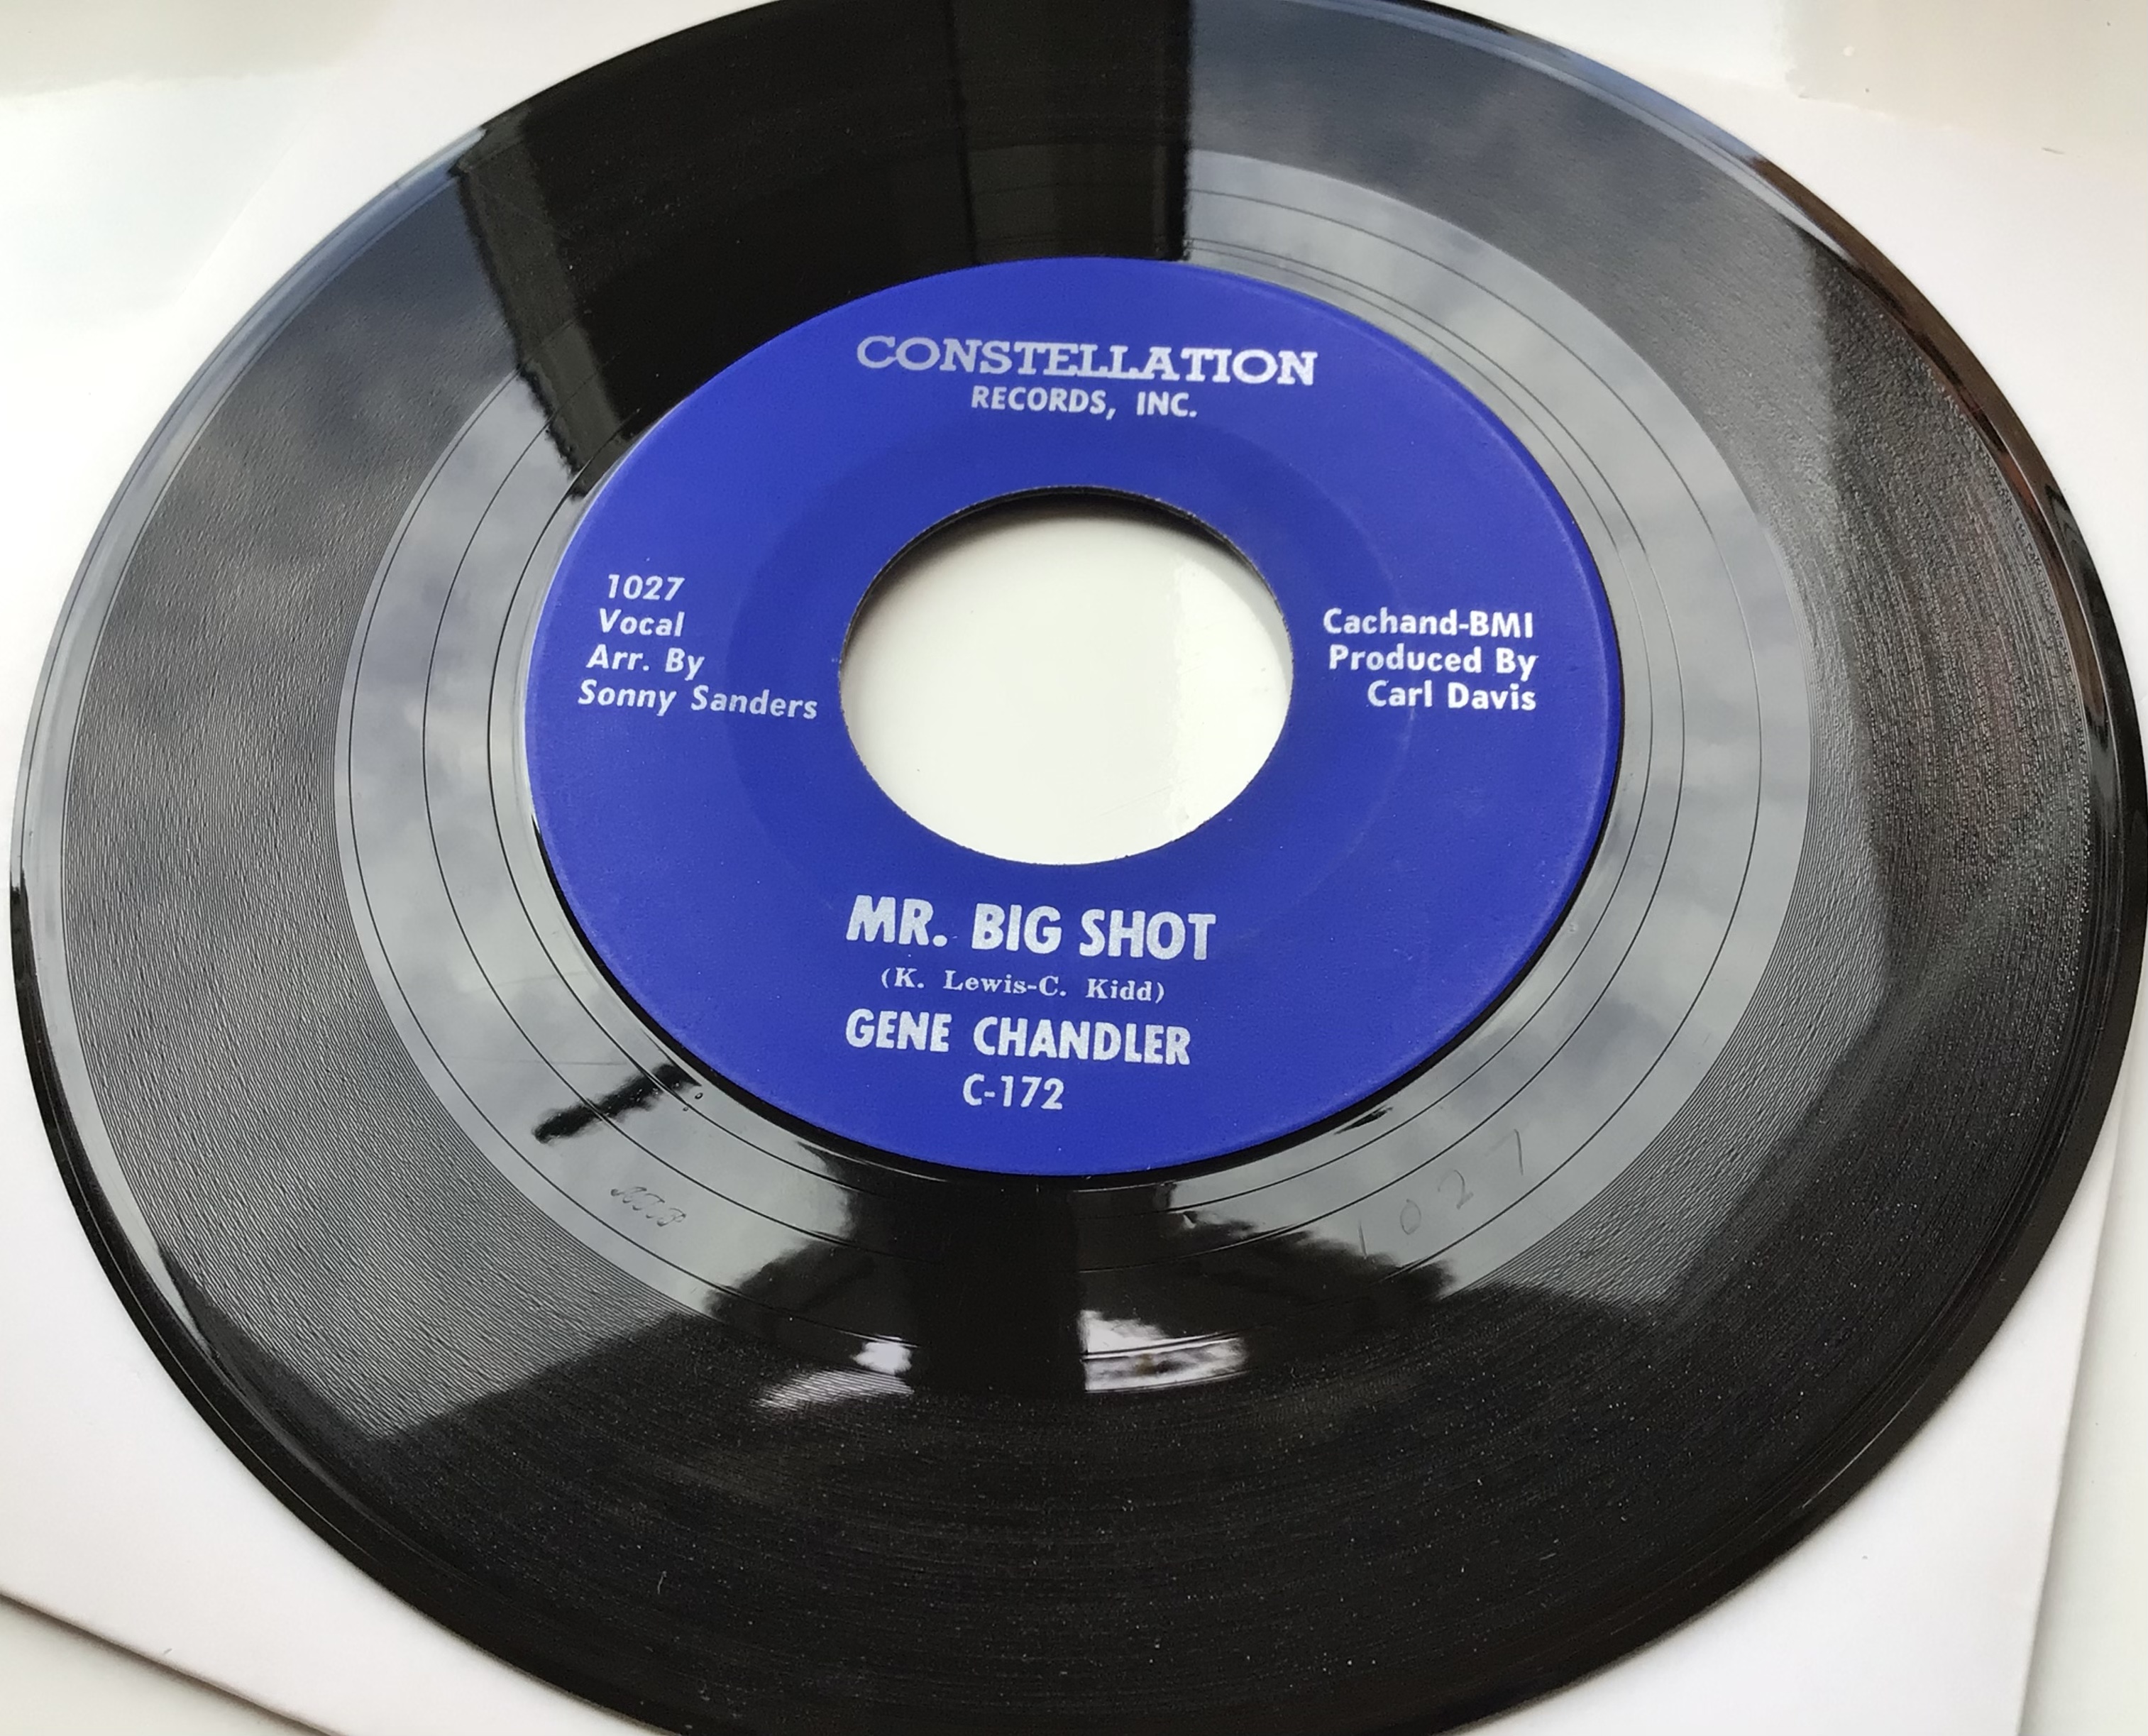 CONSTELLATION
RECORDS, INC.
1027
Vocal
Arr. By
Sonny Sanders
Cachand-BMI
Produced By
Carl Davis
MR. BIG SHOT
(K. Lewis-C. Kidd)
GENE CHANDLER
C-172
1027